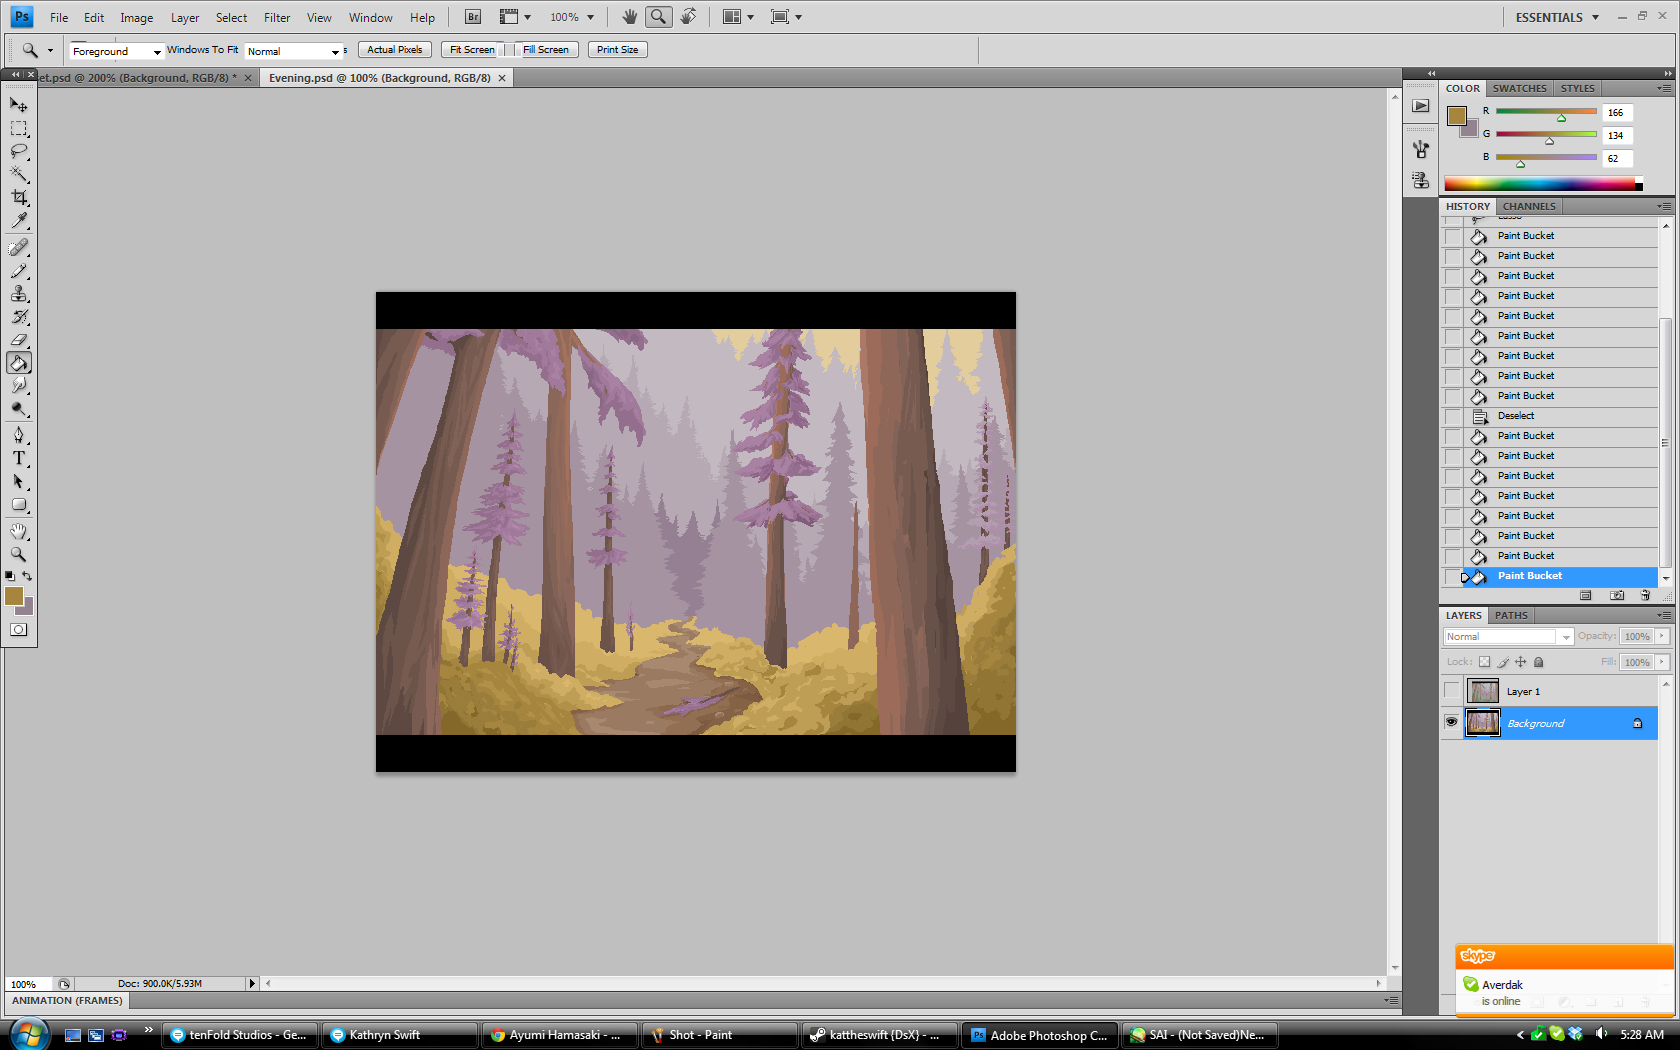 Ps File Edit Image Layer Select Filter View Window Help Br 100% ESSENTIALS
Foreground Windows To Fit Normal s Actual Pixels Fit Screen Fill Screen Print Size
et.psd @ 200% (Background, RGB/8) * Evening.psd @ 100% (Background, RGB/8)
COLOR SWATCHES STYLES
R 166
G 134
B 62
HISTORY CHANNELS
Lasso
Paint Bucket
Paint Bucket
Paint Bucket
Paint Bucket
Paint Bucket
Paint Bucket
Paint Bucket
Paint Bucket
Paint Bucket
Deselect
Paint Bucket
Paint Bucket
Paint Bucket
Paint Bucket
Paint Bucket
Paint Bucket
Paint Bucket
Paint Bucket
LAYERS PATHS
Normal Opacity: 100%
Lock: Fill: 100%
Layer 1
Background
T
skype
Averdak
is online
100% Doc: 900.0K/5.93M
ANIMATION (FRAMES)
tenFold Studios - Ge... Kathryn Swift Ayumi Hamasaki - ... Shot - Paint kattheswift {DsX} - ... Ps Adobe Photoshop C... SAI - (Not Saved)Ne... 5:28 AM